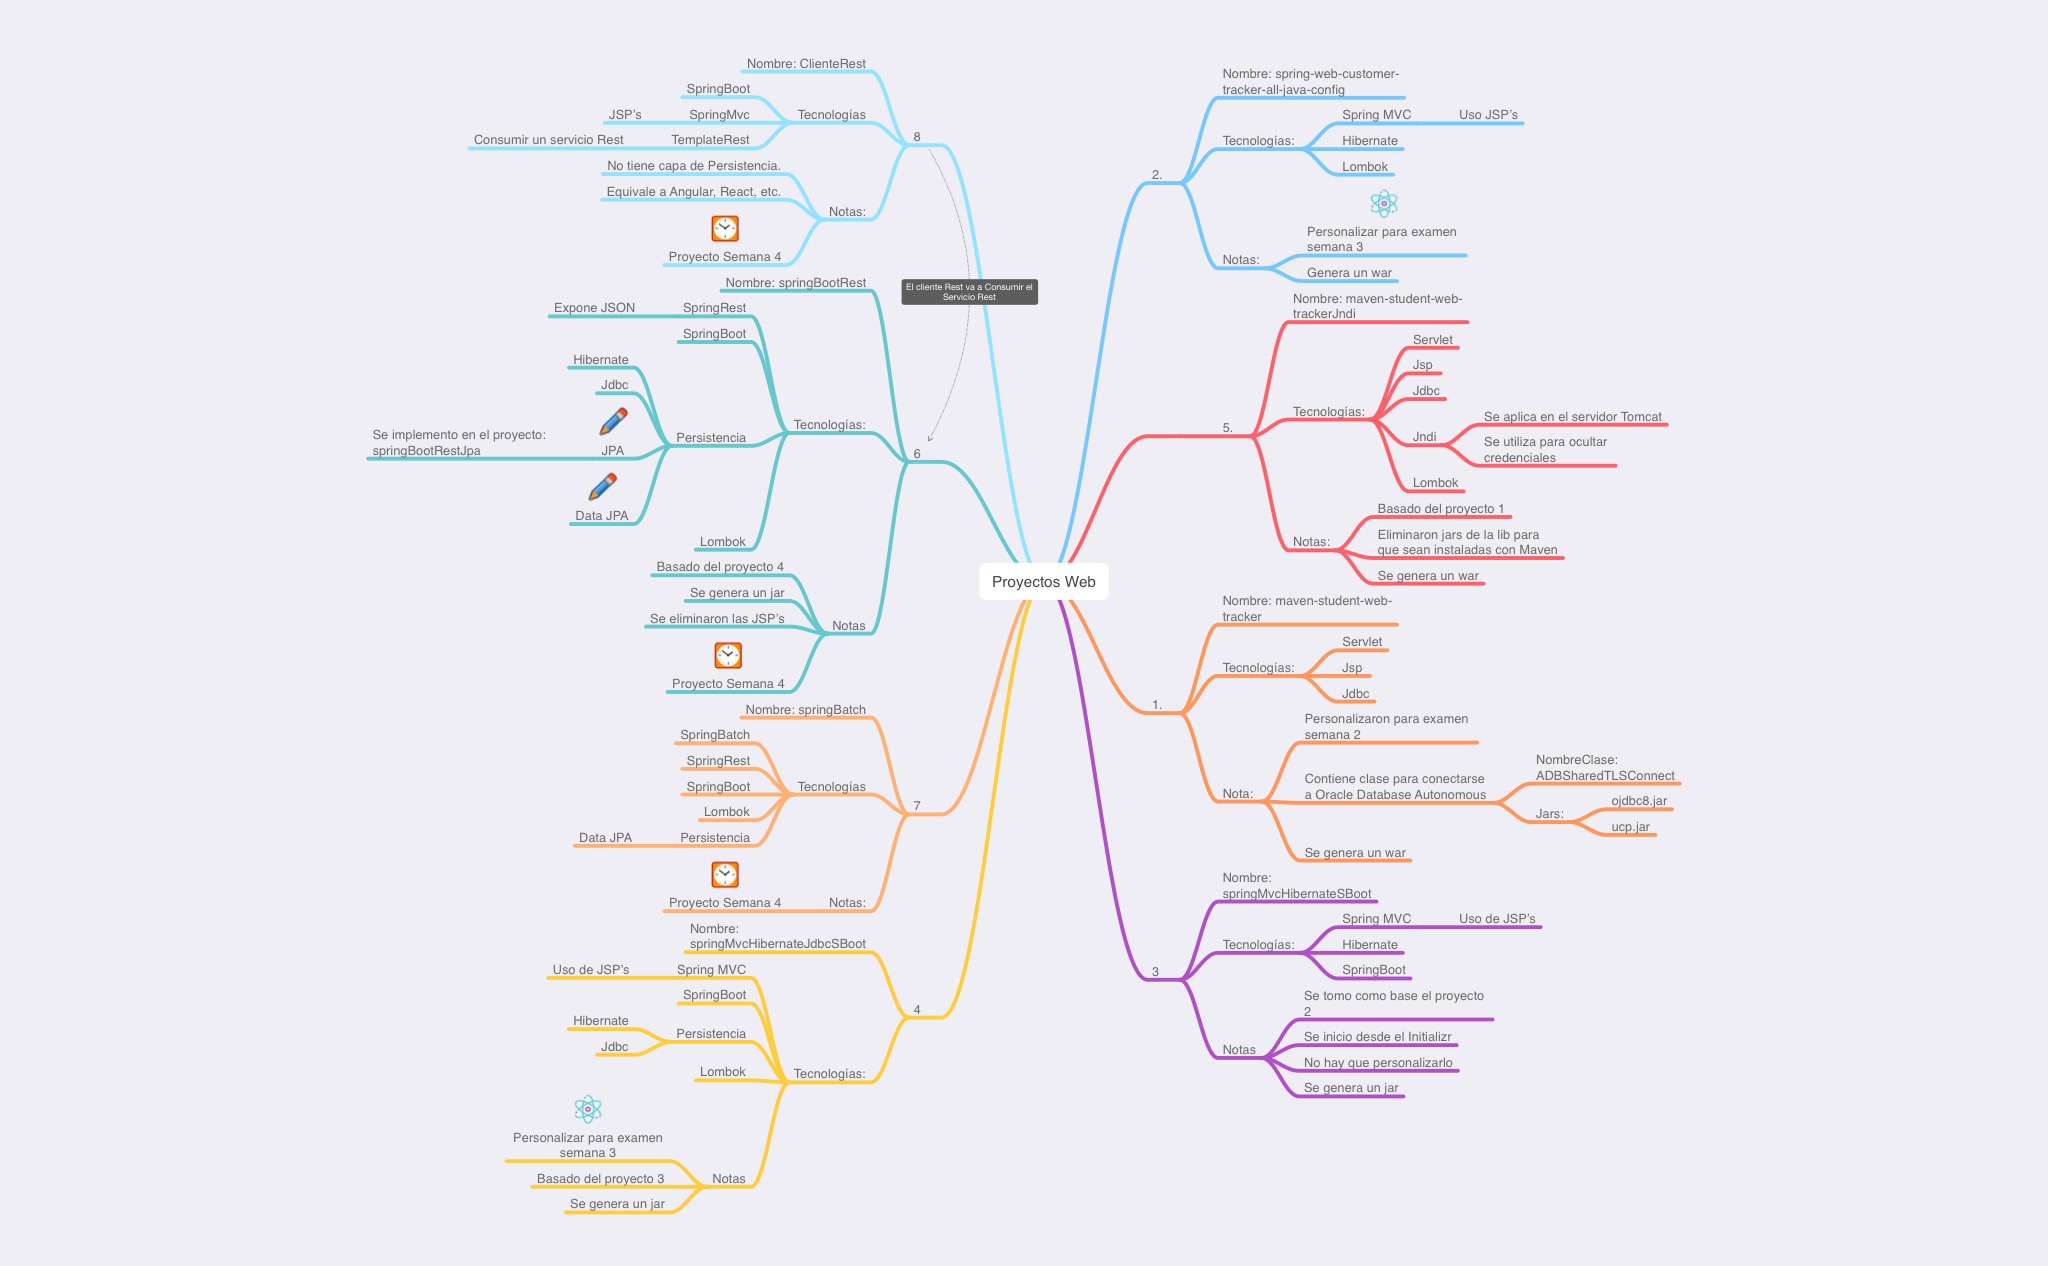 Proyectos Web
2.
Nombre: spring-web-customer-
tracker-all-java-config
Tecnologías:
Spring MVC
Uso JSP's
Hibernate
Lombok
Notas:
Personalizar para examen
semana 3
Genera un war
5.
Nombre: maven-student-web-
trackerJndi
Tecnologías:
Servlet
Jsp
Jdbc
Jndi
Se aplica en el servidor Tomcat
Se utiliza para ocultar
credenciales
Lombok
Notas:
Basado del proyecto 1
Eliminaron jars de la lib para
que sean instaladas con Maven
Se genera un war
1.
Nombre: maven-student-web-
tracker
Tecnologías:
Servlet
Jsp
Jdbc
Nota:
Personalizaron para examen
semana 2
Contiene clase para conectarse
a Oracle Database Autonomous
NombreClase:
ADBSharedTLSConnect
Jars:
ojdbc8.jar
ucp.jar
Se genera un war
3
Nombre:
springMvcHibernateSBoot
Tecnologías:
Spring MVC
Uso de JSP's
Hibernate
SpringBoot
Notas
Se tomo como base el proyecto
2
Se inicio desde el Initializr
No hay que personalizarlo
Se genera un jar
8
Nombre: ClienteRest
Tecnologías
SpringBoot
SpringMvc
JSP's
TemplateRest
Consumir un servicio Rest
Notas:
No tiene capa de Persistencia.
Equivale a Angular, React, etc.
Proyecto Semana 4
El cliente Rest va a Consumir el
Servicio Rest
6
Nombre: springBootRest
Tecnologías:
SpringRest
Expone JSON
SpringBoot
Persistencia
Hibernate
Jdbc
JPA
Se implemento en el proyecto:
springBootRestJpa
Data JPA
Lombok
Notas
Basado del proyecto 4
Se genera un jar
Se eliminaron las JSP's
Proyecto Semana 4
7
Nombre: springBatch
Tecnologías
SpringBatch
SpringRest
SpringBoot
Lombok
Persistencia
Data JPA
Notas:
Proyecto Semana 4
4
Nombre:
springMvcHibernateJdbcSBoot
Tecnologías:
Spring MVC
Uso de JSP's
SpringBoot
Persistencia
Hibernate
Jdbc
Lombok
Notas
Personalizar para examen
semana 3
Basado del proyecto 3
Se genera un jar